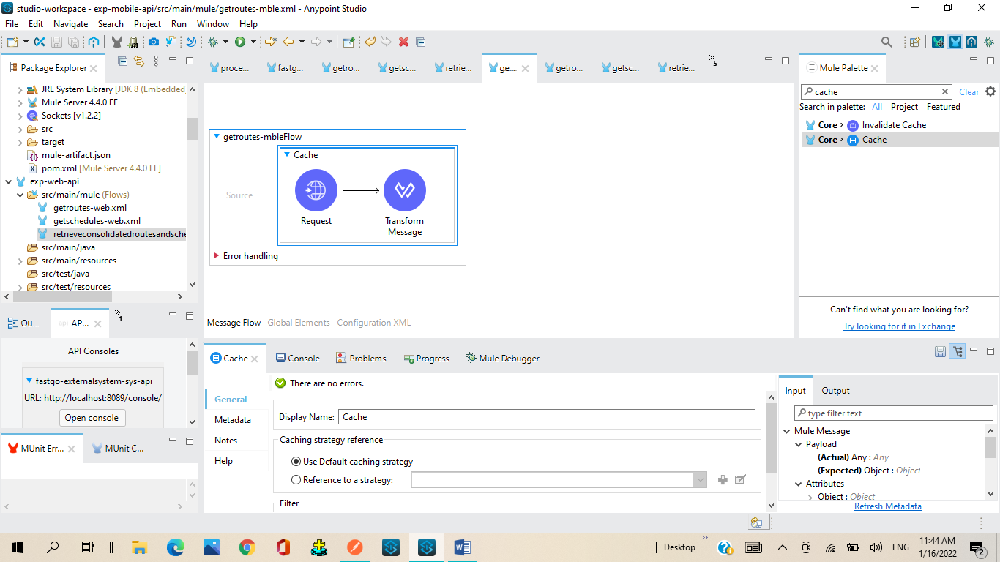 studio-workspace - exp-mobile-api/src/main/mule/getroutes-mble.xml - Anypoint Studio
File Edit Navigate Search Project Run Window Help
Package Explorer
JRE System Library [JDK 8 (Embedded)
Mule Server 4.4.0 EE
Sockets [v1.2.2]
src
target
mule-artifact.json
pom.xml [Mule Server 4.4.0 EE]
exp-web-api
src/main/mule (Flows)
getroutes-web.xml
getschedules-web.xml
retrieveconsolidatedroutesandsche
src/main/java
src/main/resources
src/test/java
src/test/resources
Ou...
AP...
1
API Consoles
fastgo-externalsystem-sys-api
URL: http://localhost:8089/console/
Open console
MUnit Err...
MUnit C...
proce...
fastg...
getro...
getsc...
retrie...
ge...
getro...
getsc...
retrie...
5
getroutes-mbleFlow
Cache
Source
Request
Transform
Message
Error handling
Message Flow Global Elements Configuration XML
Mule Palette
cache
Clear
Search in palette: All Project Featured
Core > Invalidate Cache
Core > Cache
Can't find what you are looking for?
Try looking for it in Exchange
Cache
Console
Problems
Progress
Mule Debugger
There are no errors.
General
Metadata
Notes
Help
Display Name: Cache
Caching strategy reference
Use Default caching strategy
Reference to a strategy:
Filter
Input
Output
type filter text
Mule Message
Payload
(Actual) Any : Any
(Expected) Object : Object
Attributes
Object : Object
Refresh Metadata
Desktop
ENG
11:44 AM
1/16/2022
2